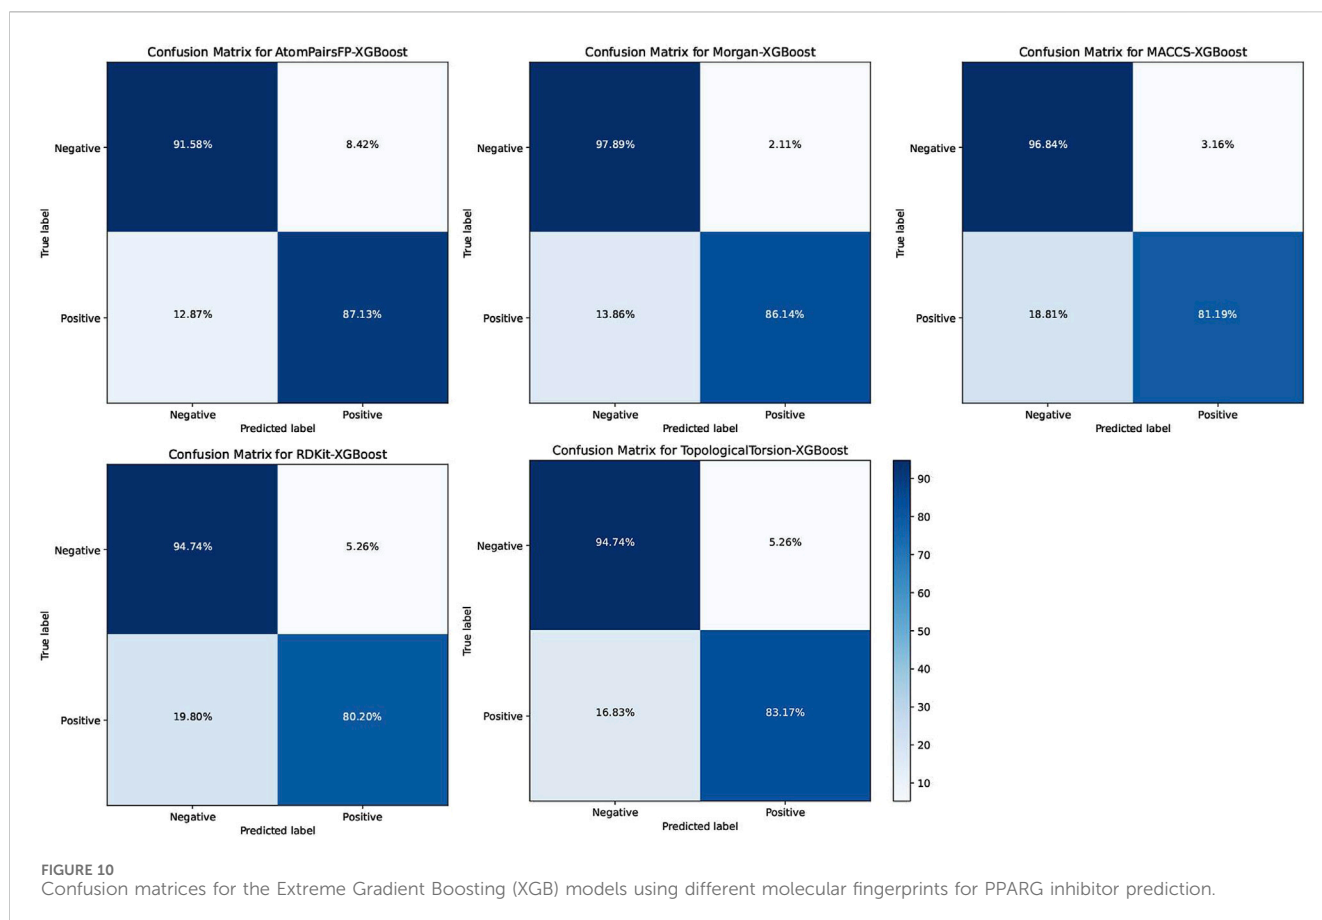 Confusion Matrix for AtomPairsFP-XGBoost
Negative
91.58%
8.42%
True label
Positive
12.87%
87.13%
Negative
Positive
Predicted label
Confusion Matrix for Morgan-XGBoost
Negative
97.89%
2.11%
True label
Positive
13.86%
86.14%
Negative
Positive
Predicted label
Confusion Matrix for MACCS-XGBoost
Negative
96.84%
3.16%
True label
Positive
18.81%
81.19%
Negative
Positive
Predicted label
Confusion Matrix for RDKit-XGBoost
Negative
94.74%
5.26%
True label
Positive
19.80%
80.20%
Negative
Positive
Predicted label
Confusion Matrix for TopologicalTorsion-XGBoost
Negative
94.74%
5.26%
True label
Positive
16.83%
83.17%
Negative
Positive
Predicted label
90
80
70
60
50
40
30
20
10
FIGURE 10
Confusion matrices for the Extreme Gradient Boosting (XGB) models using different molecular fingerprints for PPARG inhibitor prediction.